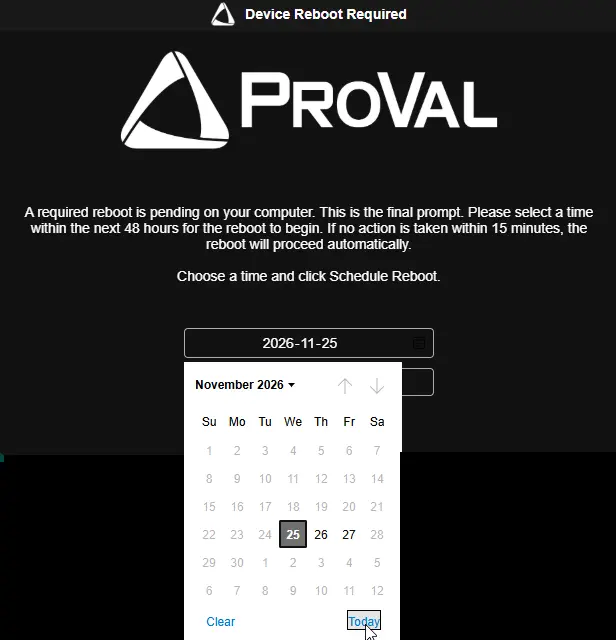 Device Reboot Required
PROVAL
A required reboot is pending on your computer. This is the final prompt. Please select a time
within the next 48 hours for the reboot to begin. If no action is taken within 15 minutes, the
reboot will proceed automatically.
Choose a time and click Schedule Reboot.
2026-11-25
November 2026
Su Mo Tu We Th Fr Sa
1 2 3 4 5 6 7
8 9 10 11 12 13 14
15 16 17 18 19 20 21
22 23 24 25 26 27 28
29 30 1 2 3 4 5
6 7 8 9 10 11 12
Clear Today